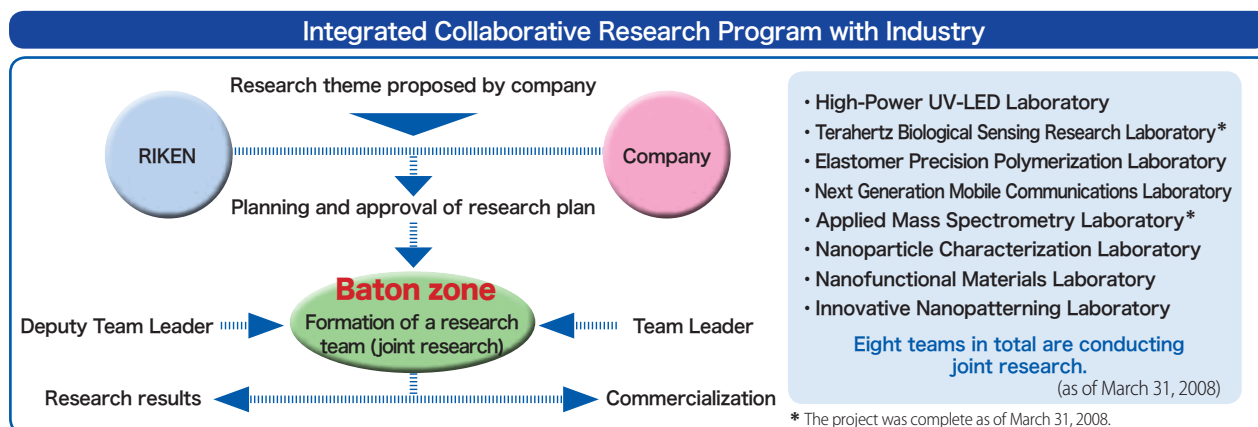 Integrated Collaborative Research Program with Industry
Research theme proposed by company
RIKEN
Company
Planning and approval of research plan
Baton zone
Formation of a research
team (joint research)
Deputy Team Leader
Team Leader
Research results
Commercialization
・High-Power UV-LED Laboratory
・Terahertz Biological Sensing Research Laboratory*
・Elastomer Precision Polymerization Laboratory
・Next Generation Mobile Communications Laboratory
・Applied Mass Spectrometry Laboratory*
・Nanoparticle Characterization Laboratory
・Nanofunctional Materials Laboratory
・Innovative Nanopatterning Laboratory
Eight teams in total are conducting
joint research.
(as of March 31, 2008)
* The project was complete as of March 31, 2008.